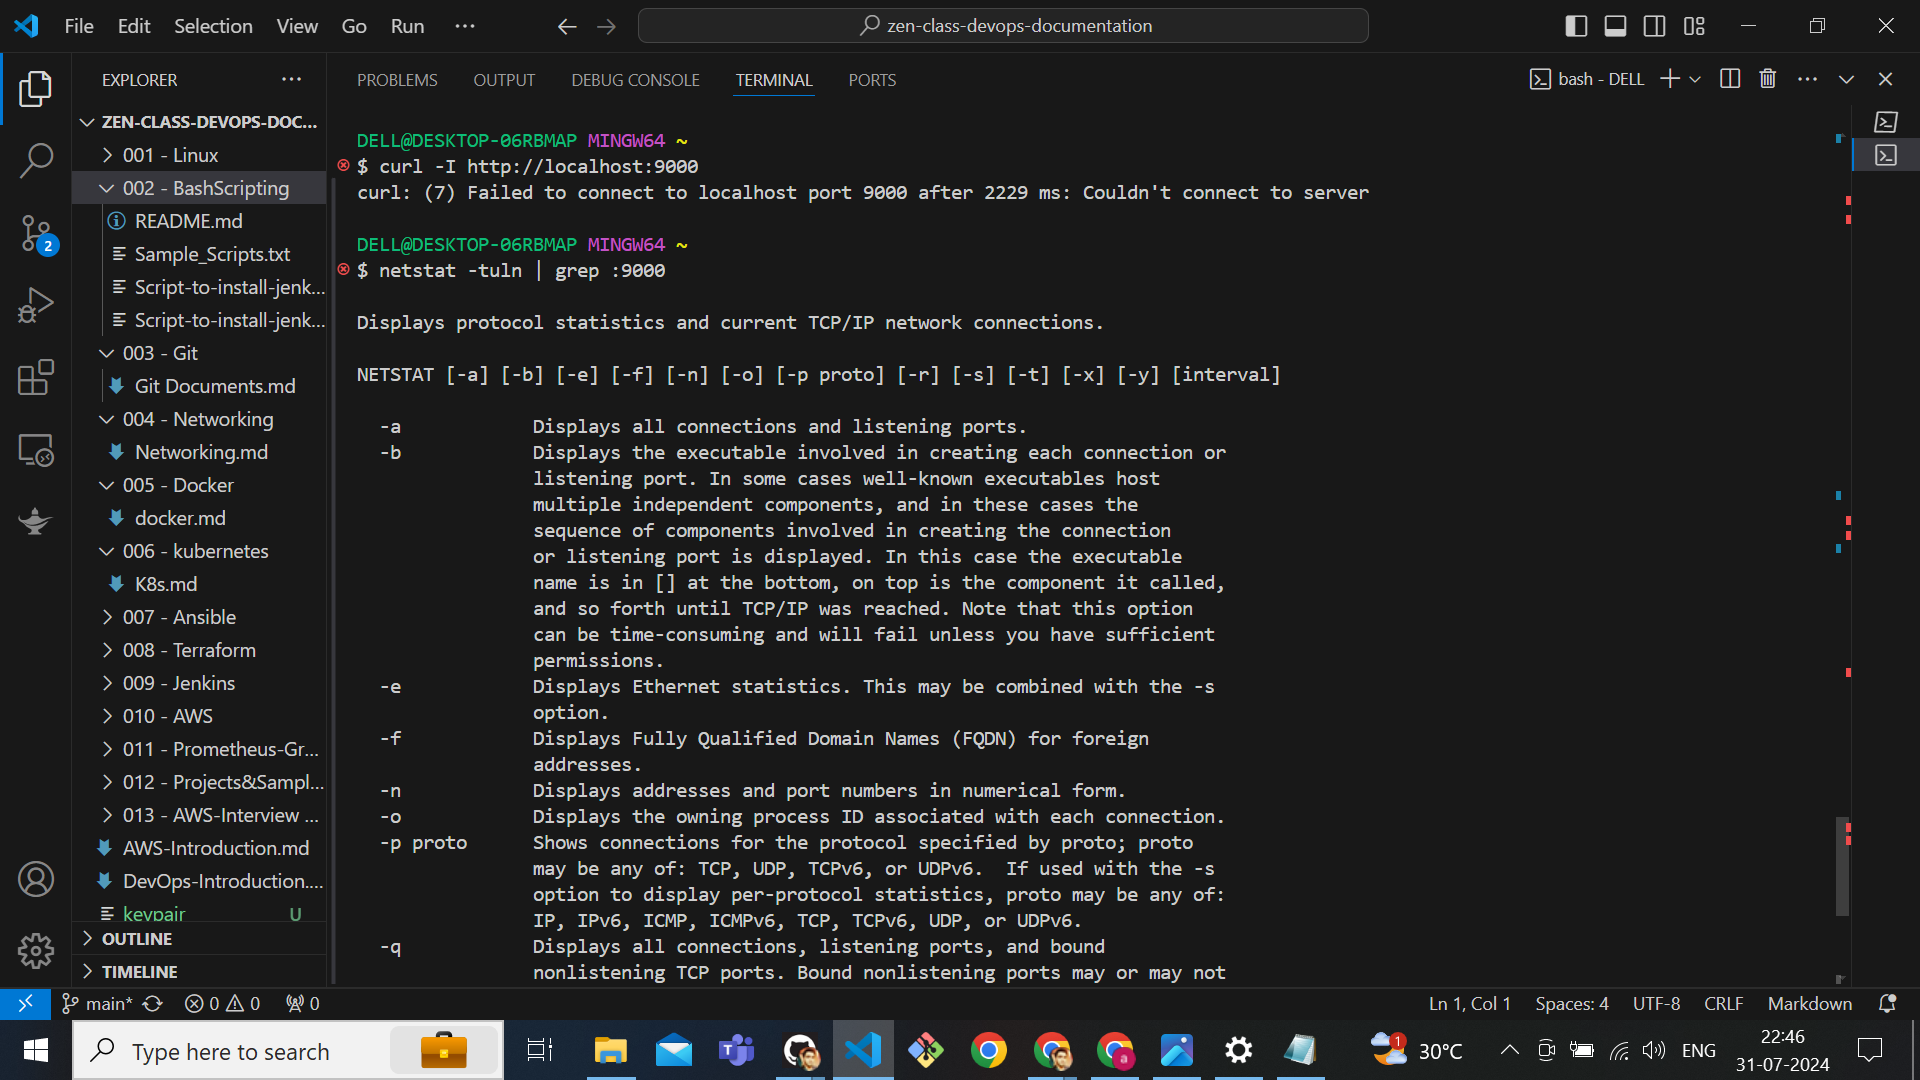 File Edit Selection View Go Run ···
zen-class-devops-documentation
EXPLORER
ZEN-CLASS-DEVOPS-DOC...
001 - Linux
002 - BashScripting
README.md
Sample_Scripts.txt
Script-to-install-jenk...
Script-to-install-jenk...
003 - Git
Git Documents.md
004 - Networking
Networking.md
005 - Docker
docker.md
006 - kubernetes
K8s.md
007 - Ansible
008 - Terraform
009 - Jenkins
010 - AWS
011 - Prometheus-Gr...
012 - Projects&Sampl...
013 - AWS-Interview ...
AWS-Introduction.md
DevOps-Introduction....
keypair U
OUTLINE
TIMELINE
2
PROBLEMS OUTPUT DEBUG CONSOLE TERMINAL PORTS
bash - DELL
DELL@DESKTOP-06RBMAP MINGW64 ~
$ curl -I http://localhost:9000
curl: (7) Failed to connect to localhost port 9000 after 2229 ms: Couldn't connect to server
DELL@DESKTOP-06RBMAP MINGW64 ~
$ netstat -tuln | grep :9000
Displays protocol statistics and current TCP/IP network connections.
NETSTAT [-a] [-b] [-e] [-f] [-n] [-o] [-p proto] [-r] [-s] [-t] [-x] [-y] [interval]
-a Displays all connections and listening ports.
-b Displays the executable involved in creating each connection or
listening port. In some cases well-known executables host
multiple independent components, and in these cases the
sequence of components involved in creating the connection
or listening port is displayed. In this case the executable
name is in [] at the bottom, on top is the component it called,
and so forth until TCP/IP was reached. Note that this option
can be time-consuming and will fail unless you have sufficient
permissions.
-e Displays Ethernet statistics. This may be combined with the -s
option.
-f Displays Fully Qualified Domain Names (FQDN) for foreign
addresses.
-n Displays addresses and port numbers in numerical form.
-o Displays the owning process ID associated with each connection.
-p proto Shows connections for the protocol specified by proto; proto
may be any of: TCP, UDP, TCPv6, or UDPv6. If used with the -s
option to display per-protocol statistics, proto may be any of:
IP, IPv6, ICMP, ICMPv6, TCP, TCPv6, UDP, or UDPv6.
-q Displays all connections, listening ports, and bound
nonlistening TCP ports. Bound nonlistening ports may or may not
main* 0 0 0
Ln 1, Col 1 Spaces: 4 UTF-8 CRLF Markdown
Type here to search
1
30°C
ENG
22:46
31-07-2024